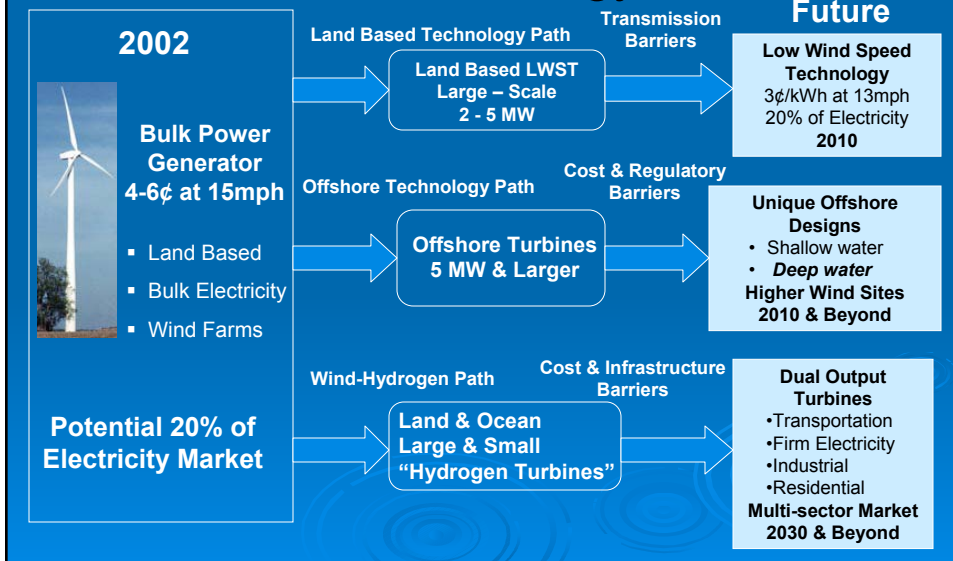 2002
Bulk Power
Generator
4-6¢ at 15mph
▪ Land Based
▪ Bulk Electricity
▪ Wind Farms
Potential 20% of
Electricity Market
Land Based Technology Path
Land Based LWST
Large – Scale
2 - 5 MW
Transmission
Barriers
Future
Low Wind Speed
Technology
3¢/kWh at 13mph
20% of Electricity
2010
Offshore Technology Path
Offshore Turbines
5 MW & Larger
Cost & Regulatory
Barriers
Unique Offshore
Designs
• Shallow water
• Deep water
Higher Wind Sites
2010 & Beyond
Wind-Hydrogen Path
Land & Ocean
Large & Small
“Hydrogen Turbines”
Cost & Infrastructure
Barriers
Dual Output
Turbines
•Transportation
•Firm Electricity
•Industrial
•Residential
Multi-sector Market
2030 & Beyond